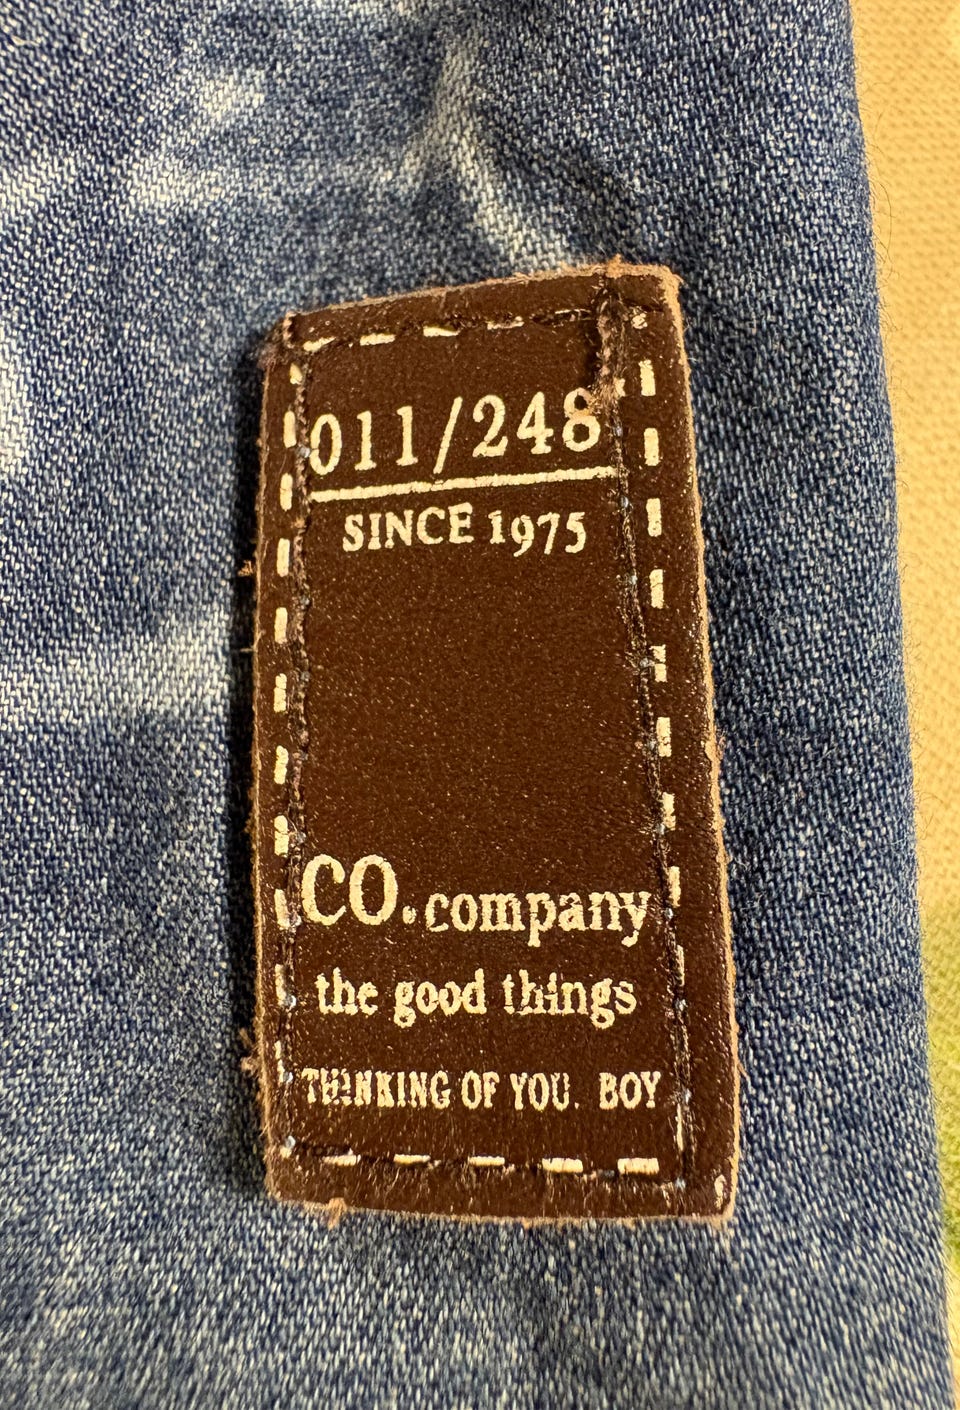 011/248
SINCE 1975
CO. company
the good things
THINKING OF YOU. BOY